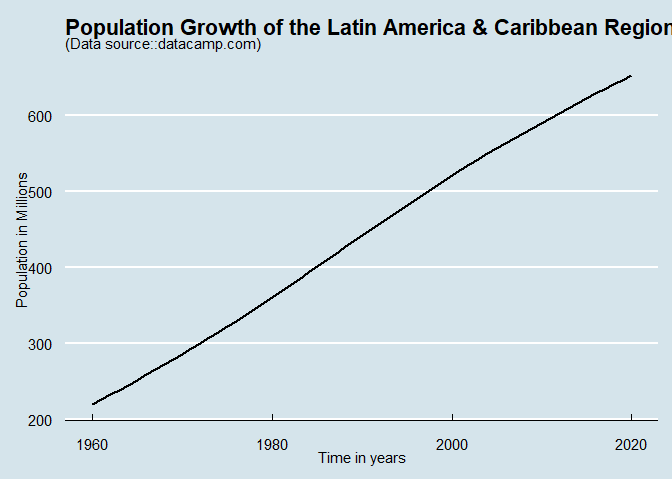 Population Growth of the Latin America & Caribbean Region
(Data source::datacamp.com)
Population in Millions
600
500
400
300
200
1960 1980 2000 2020
Time in years